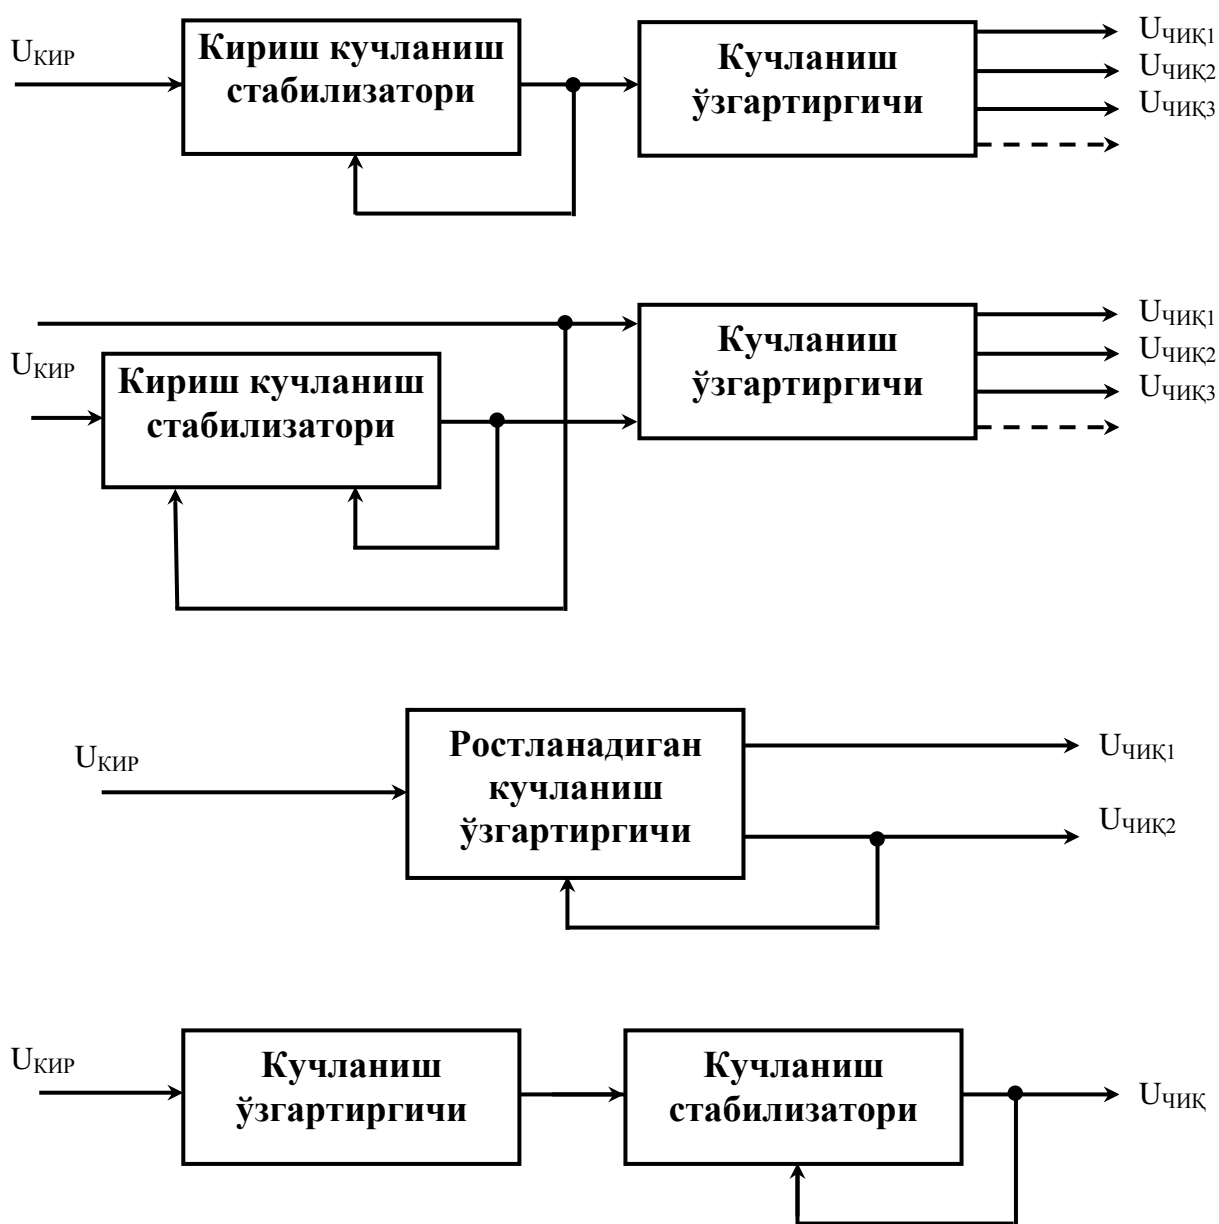 UКИР
Кириш кучланиш
стабилизатори
Кучланиш
ўзгартиргичи
UЧИҚ1
UЧИҚ2
UЧИҚ3
UКИР
Кириш кучланиш
стабилизатори
Кучланиш
ўзгартиргичи
UЧИҚ1
UЧИҚ2
UЧИҚ3
UКИР
Ростланадиган
кучланиш
ўзгартиргичи
UЧИҚ1
UЧИҚ2
UКИР
Кучланиш
ўзгартиргичи
Кучланиш
стабилизатори
UЧИҚ